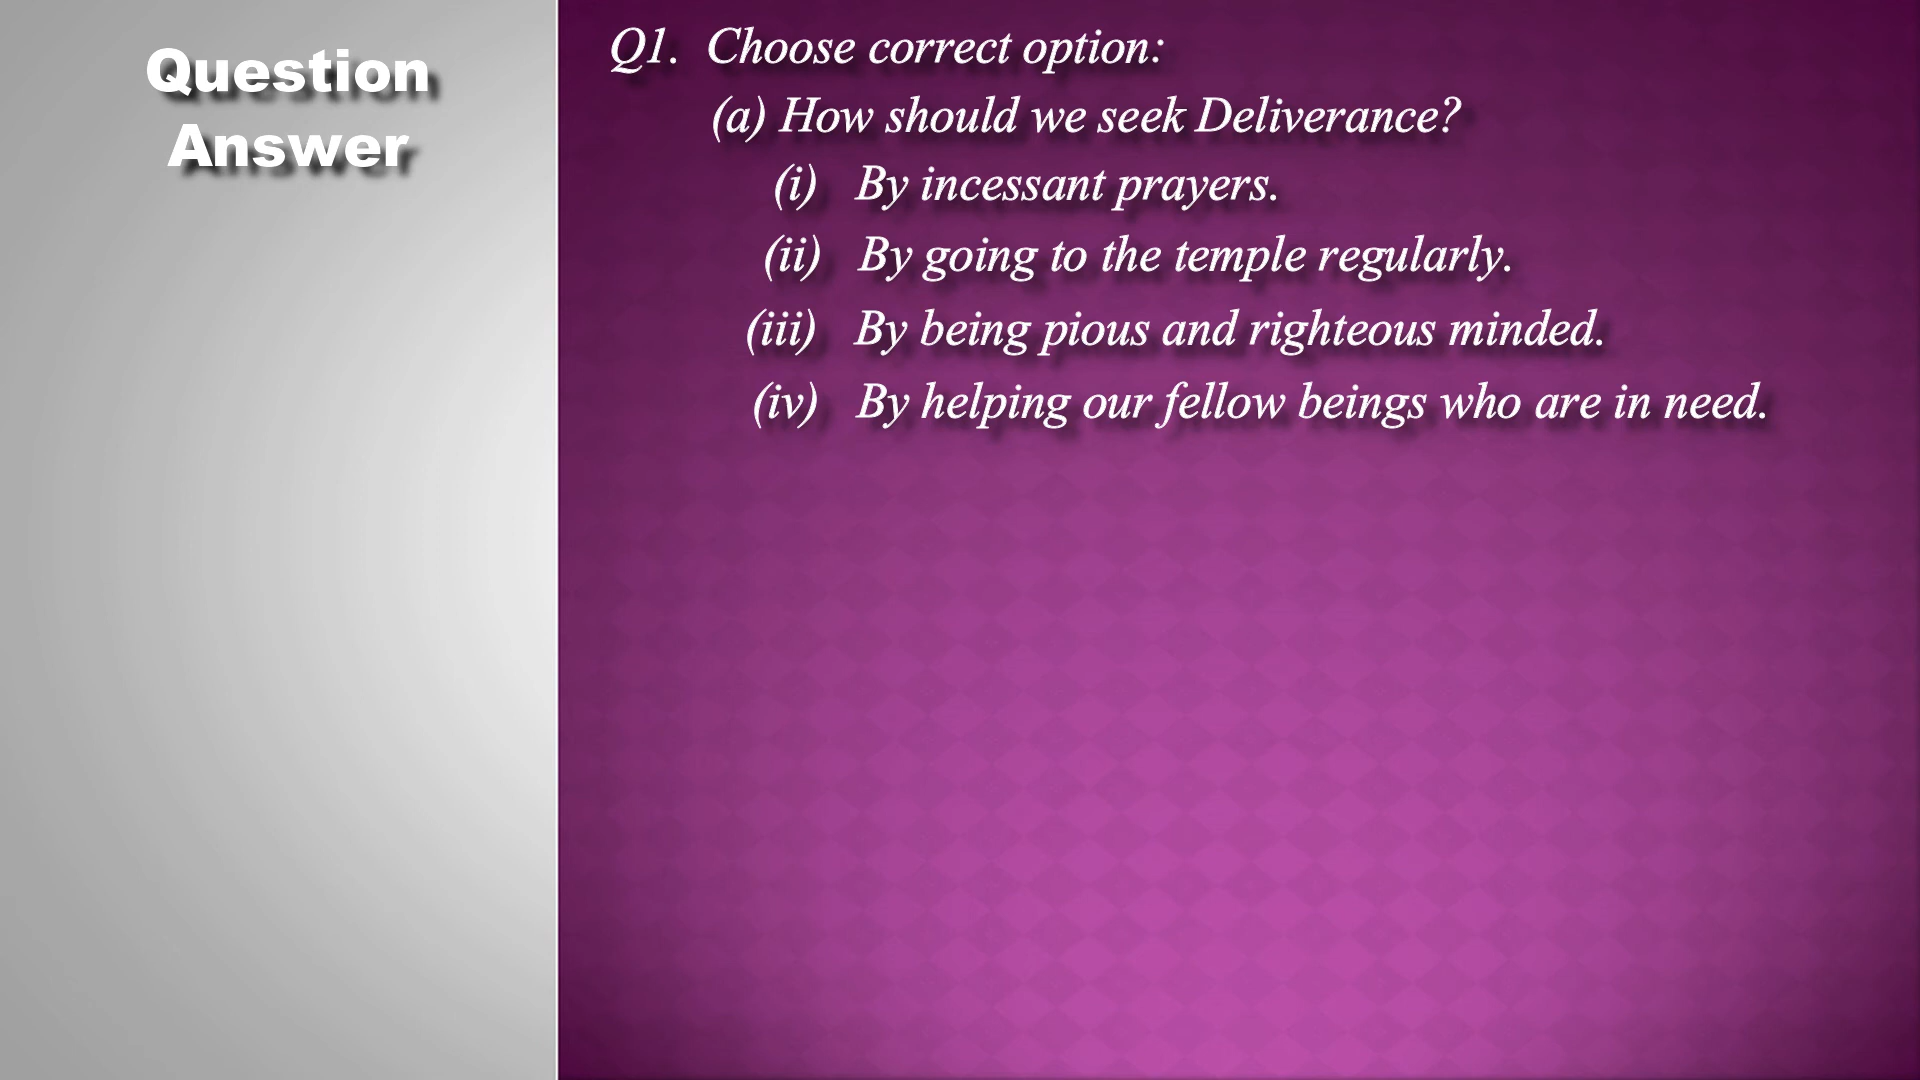 Question
Answer
Q1. Choose correct option:
(a) How should we seek Deliverance?
(i) By incessant prayers.
(ii) By going to the temple regularly.
(iii) By being pious and righteous minded.
(iv) By helping our fellow beings who are in need.